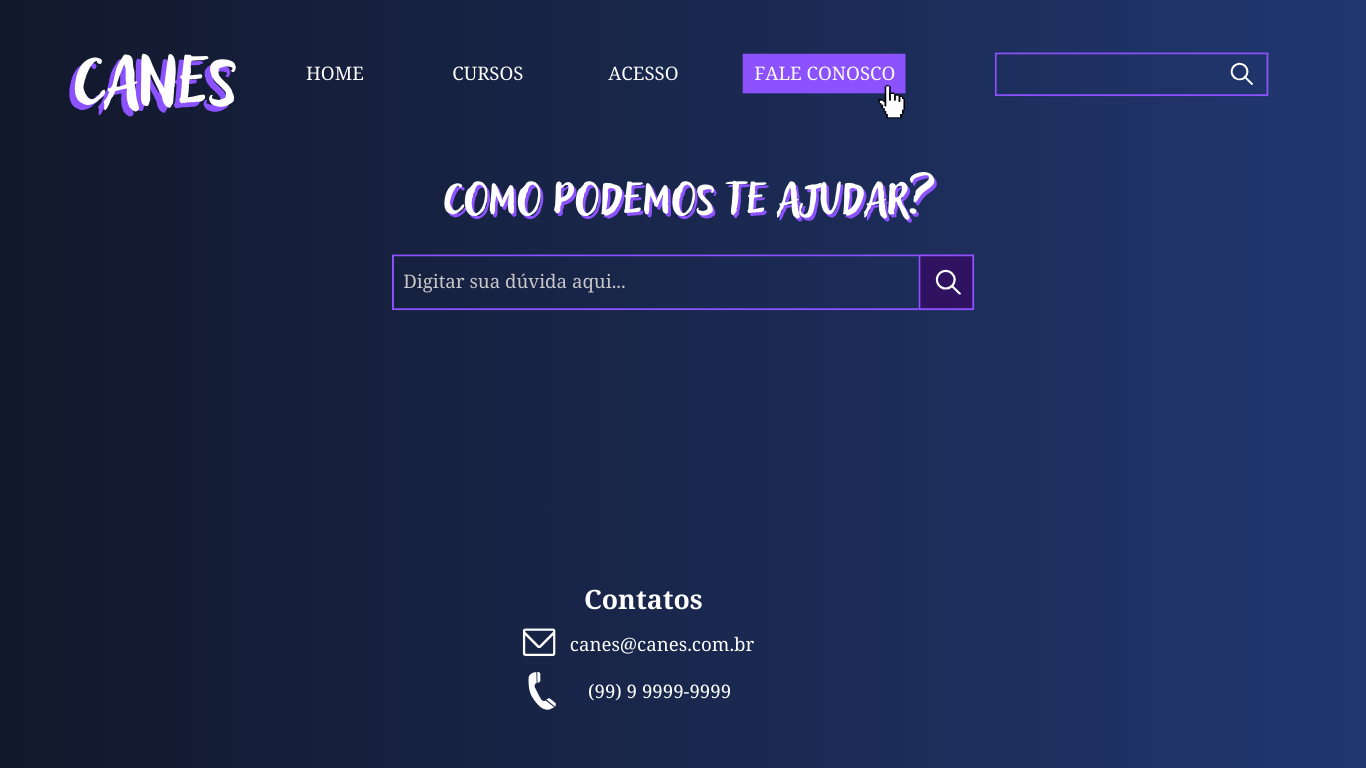 CANES
HOME CURSOS ACESSO FALE CONOSCO
COMO PODEMOS TE AJUDAR?
Digitar sua dúvida aqui...
Contatos
canes@canes.com.br
(99) 9 9999-9999